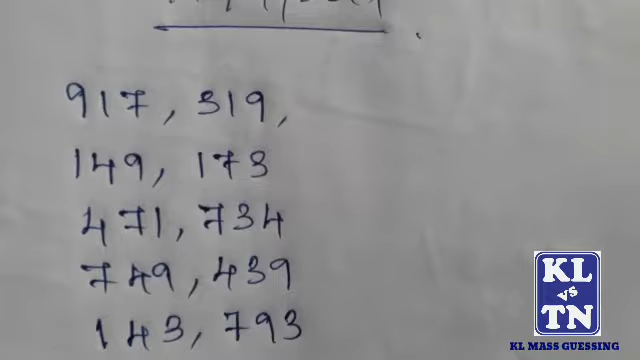 917, 319,
149, 173
471, 734
749, 439
143, 793
KL
vs
TN
KL MASS GUESSING